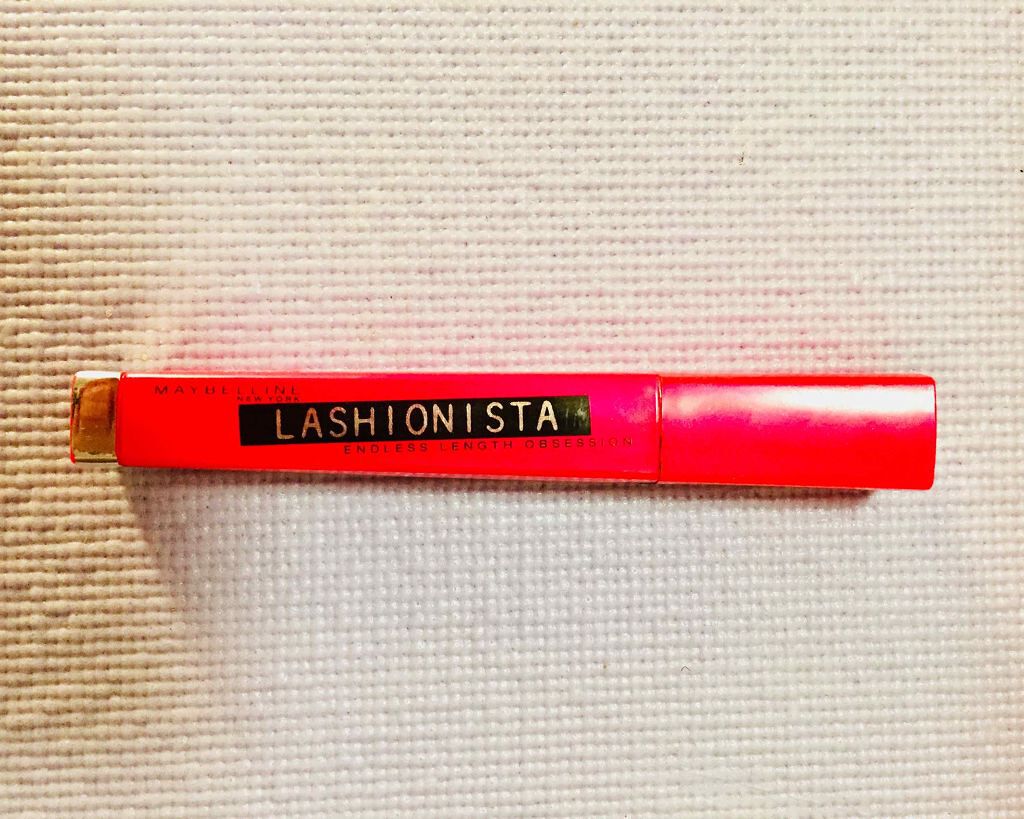 MAYBELLINE
NEW YORK
LASHIONISTA
ENDLESS LENGTH OBSESSION